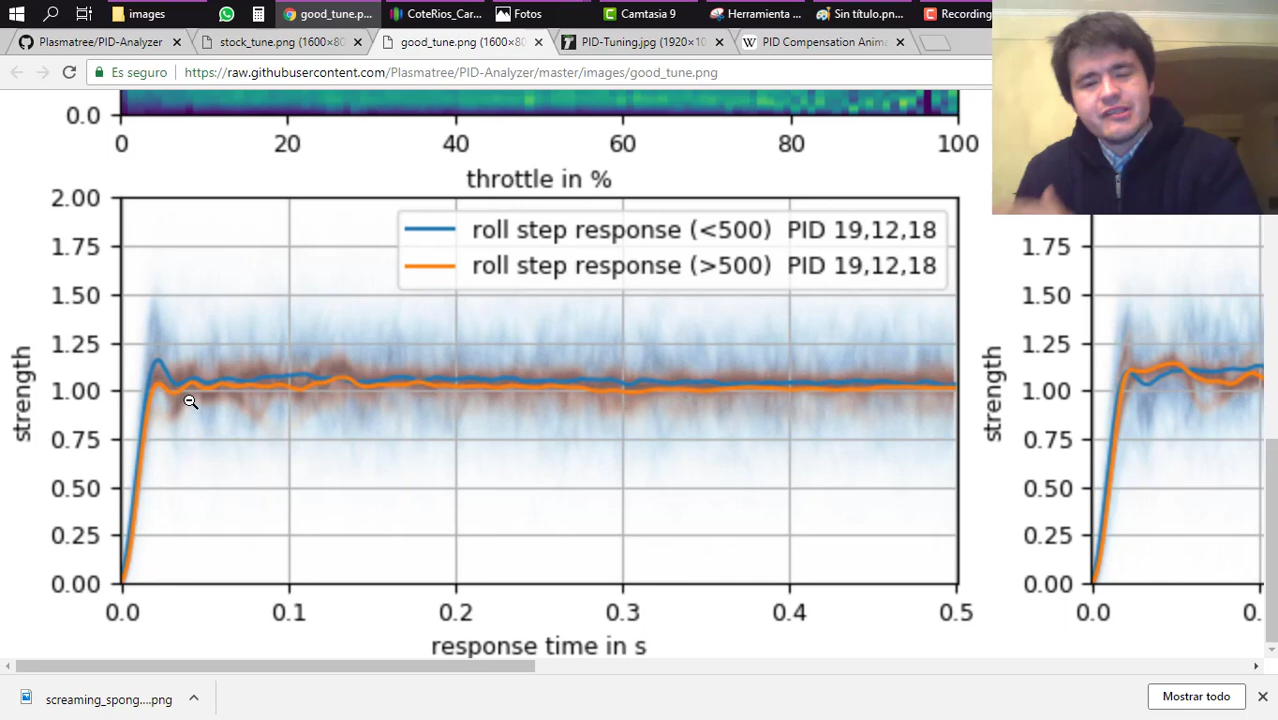 images
good_tune.p...
CoteRios_Car...
Fotos
Camtasia 9
Herramienta ...
Sin título.pn...
Recording
Plasmatree/PID-Analyzer
stock_tune.png (1600×80
good_tune.png (1600×80
PID-Tuning.jpg (1920×10
PID Compensation Anima
Es seguro
https://raw.githubusercontent.com/Plasmatree/PID-Analyzer/master/images/good_tune.png
0.0
0 20 40 60 80 100
throttle in %
2.00
1.75
1.50
1.25
1.00
0.75
0.50
0.25
0.00
strength
roll step response (<500) PID 19,12,18
roll step response (>500) PID 19,12,18
0.0 0.1 0.2 0.3 0.4 0.5
response time in s
1.75
1.50
1.25
1.00
0.75
0.50
0.25
0.00
strength
0.0 0.
screaming_spong....png
Mostrar todo